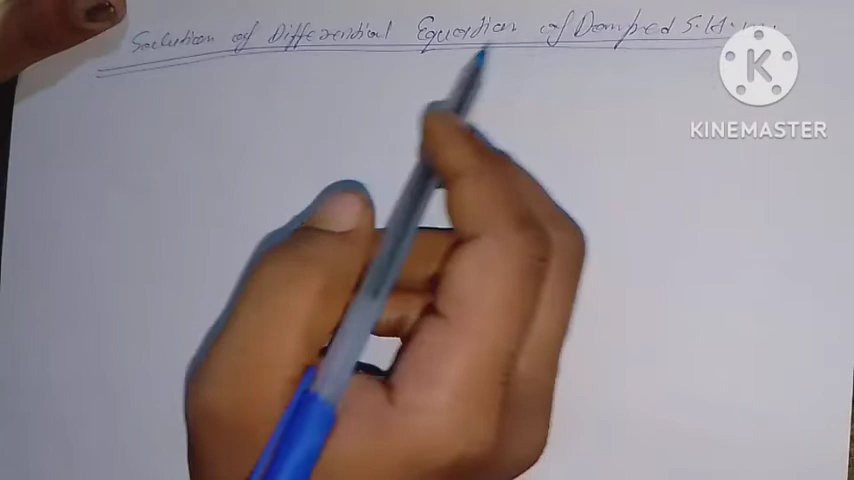 Solution of Differential Equation of Damped S.H.
KINEMASTER